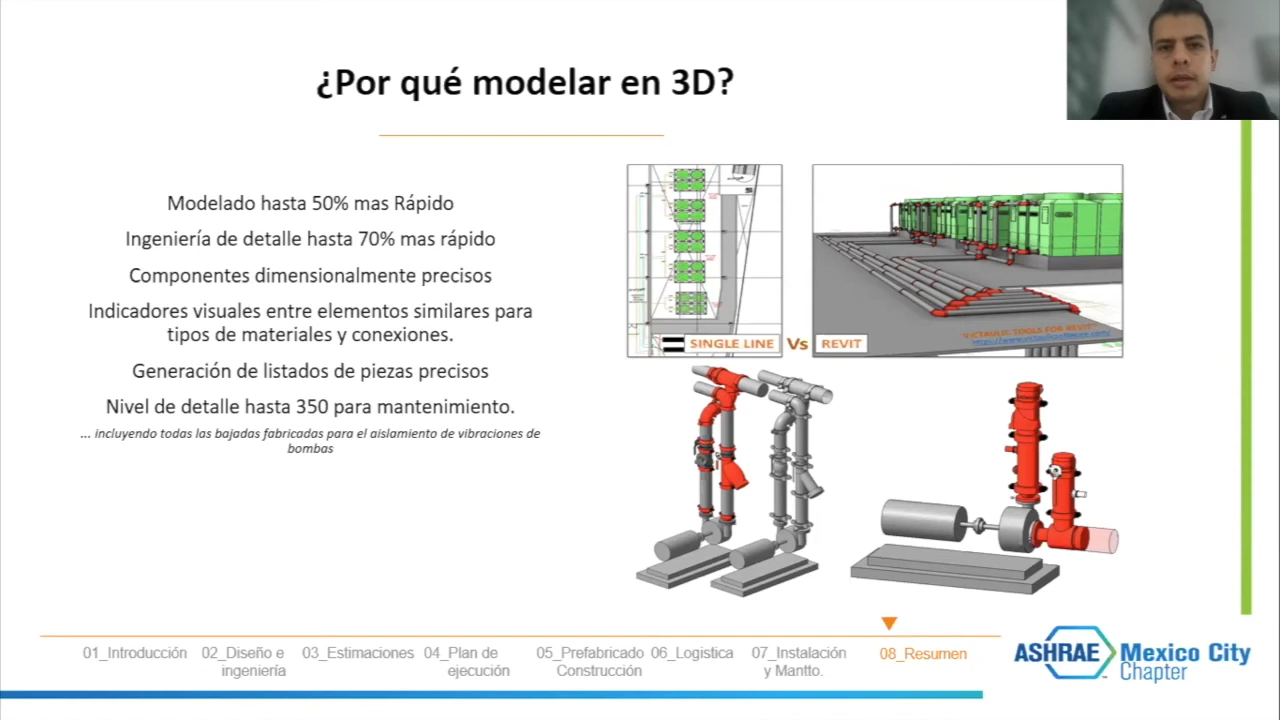 ¿Por qué modelar en 3D?
Modelado hasta 50% mas Rápido
Ingeniería de detalle hasta 70% mas rápido
Componentes dimensionalmente precisos
Indicadores visuales entre elementos similares para
tipos de materiales y conexiones.
Generación de listados de piezas precisos
Nivel de detalle hasta 350 para mantenimiento.
... incluyendo todas las bajadas fabricadas para el aislamiento de vibraciones de
bombas
SINGLE LINE Vs REVIT
VICTAULIC TOOLS FOR REVIT
01_Introducción
02_Diseño e
ingeniería
03_Estimaciones
04_Plan de
ejecución
05_Prefabricado
Construcción
06_Logistica
07_Instalación
y Mantto.
08_Resumen
ASHRAE Mexico City
Chapter